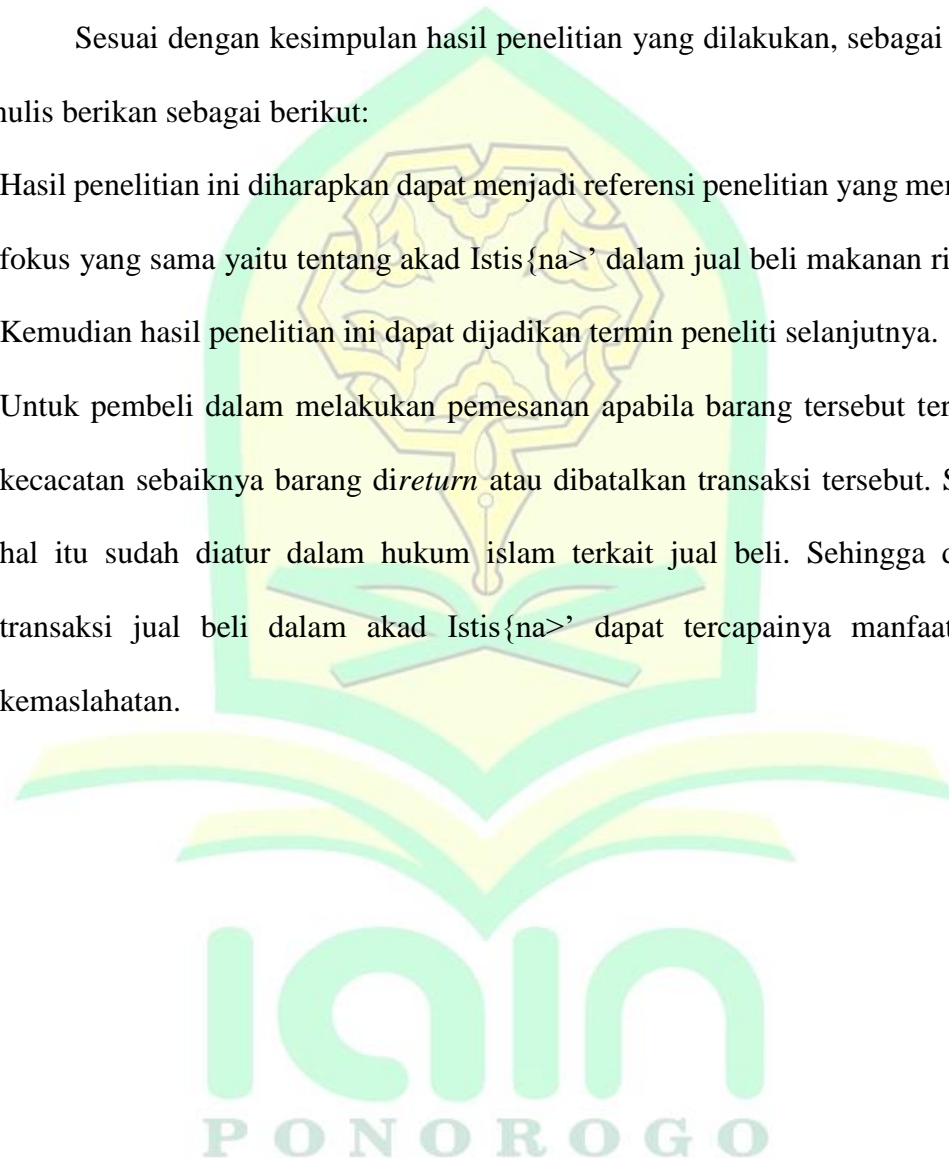 Sesuai dengan kesimpulan hasil penelitian yang dilakukan, sebagai
nulis berikan sebagai berikut:
Hasil penelitian ini diharapkan dapat menjadi referensi penelitian yang
fokus yang sama yaitu tentang akad Istis{na>’ dalam jual beli makanan
Kemudian hasil penelitian ini dapat dijadikan termin peneliti selanjutnya.
Untuk pembeli dalam melakukan pemesanan apabila barang tersebut
kecacatan sebaiknya barang direturn atau dibatalkan transaksi tersebut.
hal itu sudah diatur dalam hukum islam terkait jual beli. Sehingga
transaksi jual beli dalam akad Istis{na>’ dapat tercapainya manfaat
kemaslahatan.
iain
PONOROGO